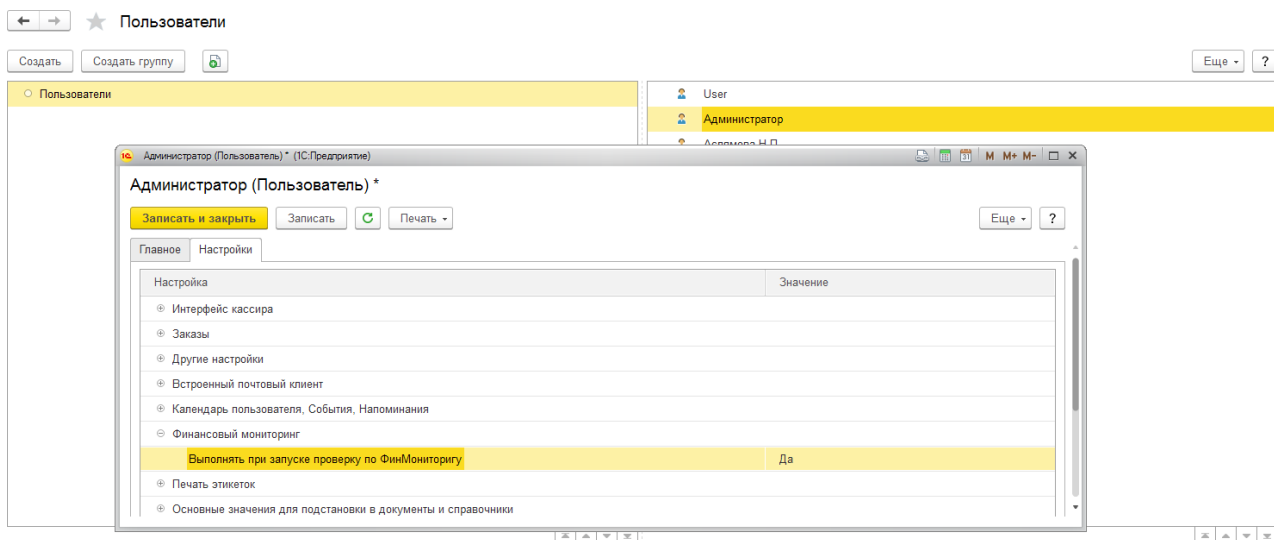 Пользователи
Создать Создать группу Еще ?
Пользователи
User
Администратор
Администратор (Пользователь) * (1С:Предприятие) M M+ M-
Администратор (Пользователь) *
Записать и закрыть Записать Печать Еще ?
Главное Настройки
Настройка Значение
Интерфейс кассира
Заказы
Другие настройки
Встроенный почтовый клиент
Календарь пользователя, События, Напоминания
Финансовый мониторинг
Выполнять при запуске проверку по ФинМониторигу Да
Печать этикеток
Основные значения для подстановки в документы и справочники